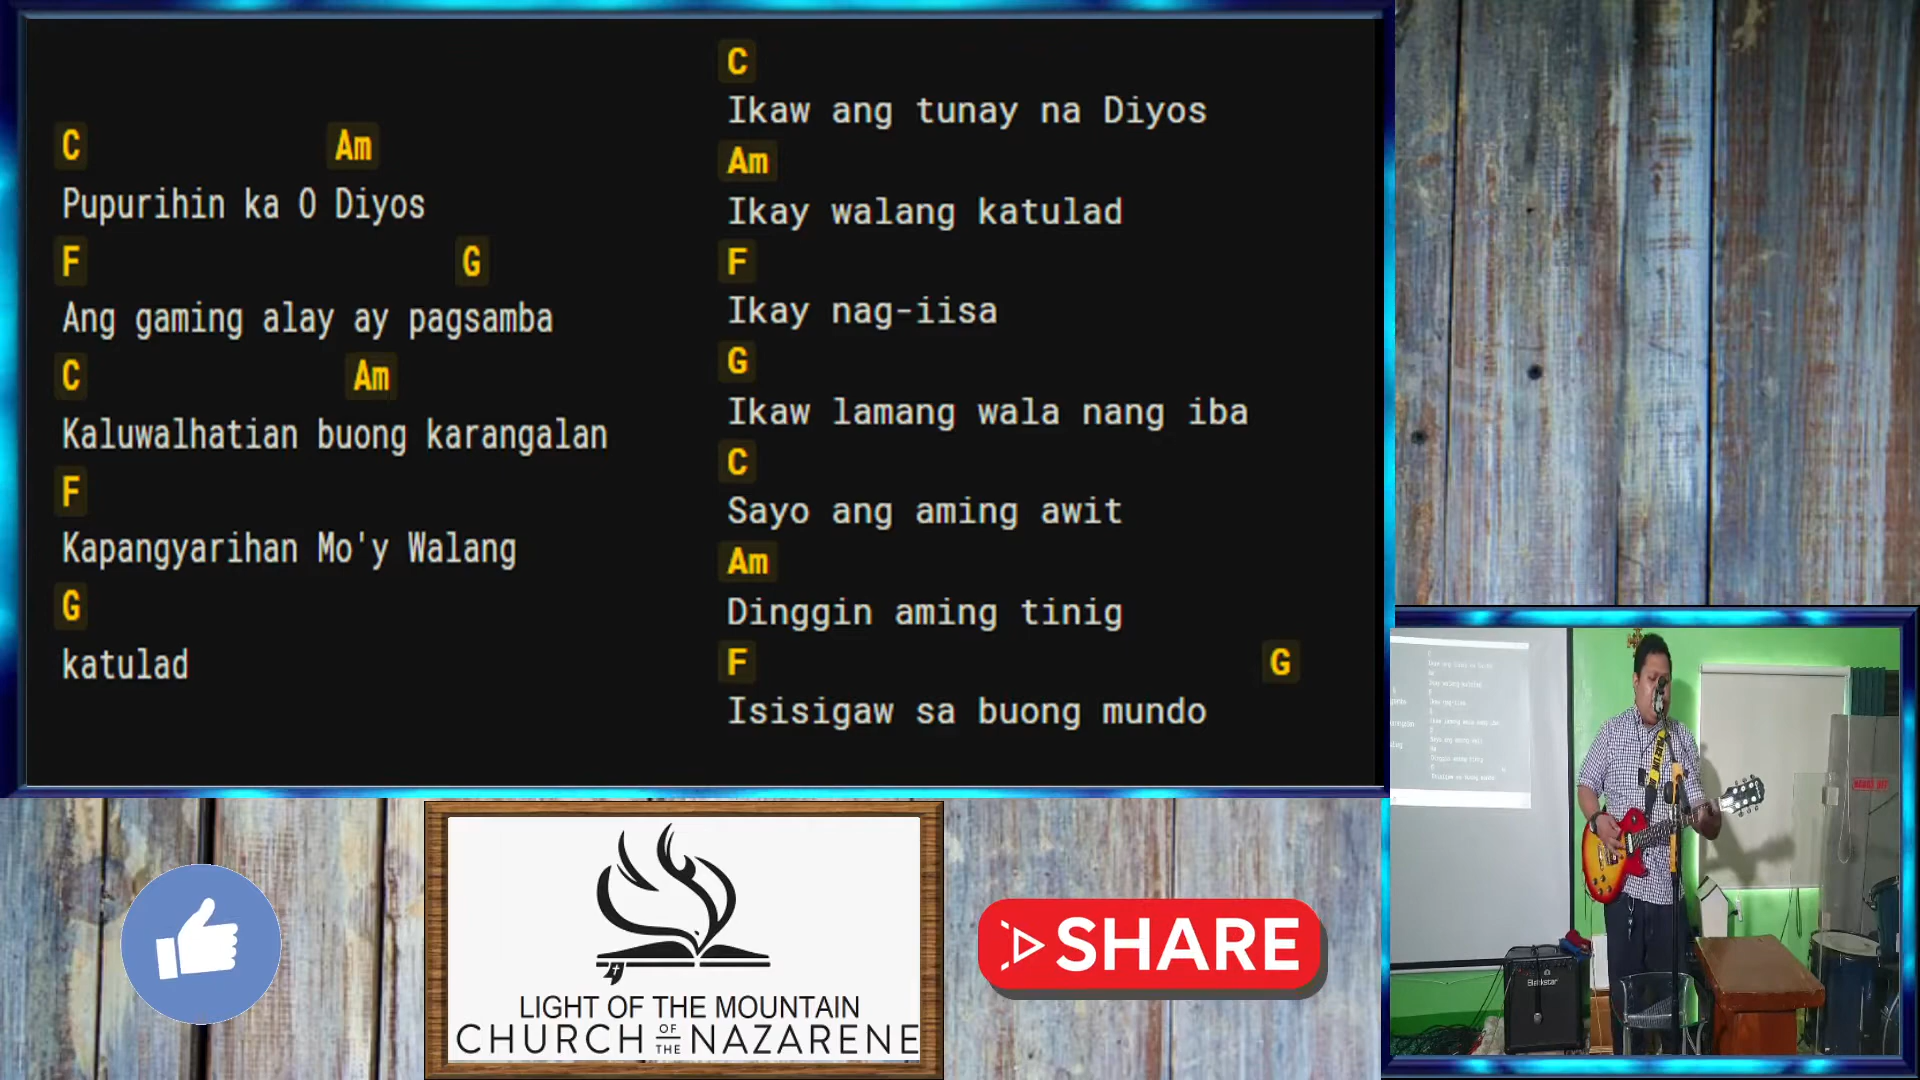 C Am
Pupurihin ka O Diyos
F G
Ang gaming alay ay pagsamba
C Am
Kaluwalhatian buong karangalan
F
Kapangyarihan Mo'y Walang
G
katulad
C
Ikaw ang tunay na Diyos
Am
Ikay walang katulad
F
Ikay nag-iisa
G
Ikaw lamang wala nang iba
C
Sayo ang aming awit
Am
Dinggin aming tinig
F G
Isisigaw sa buong mundo
LIGHT OF THE MOUNTAIN
CHURCH OF THE NAZARENE
SHARE
Blackstar